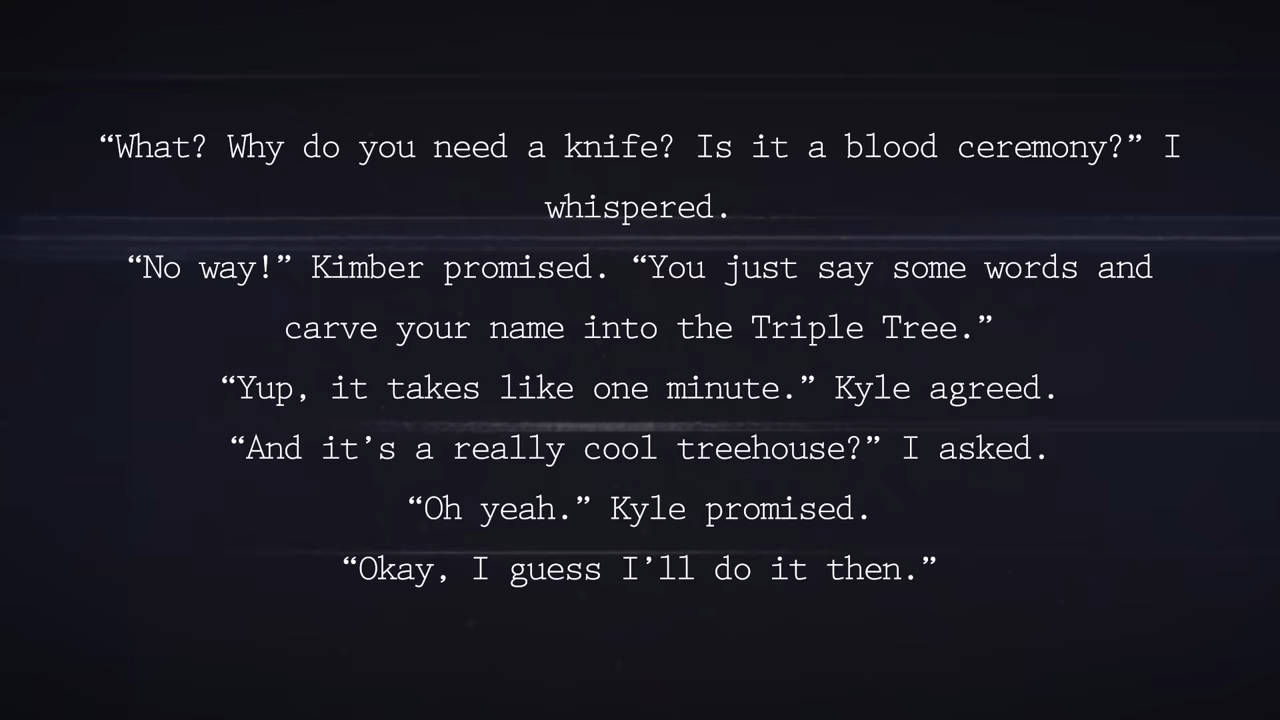 “What? Why do you need a knife? Is it a blood ceremony?” I
whispered.
“No way!” Kimber promised. “You just say some words and
carve your name into the Triple Tree.”
“Yup, it takes like one minute.” Kyle agreed.
“And it’s a really cool treehouse?” I asked.
“Oh yeah.” Kyle promised.
“Okay, I guess I’ll do it then.”